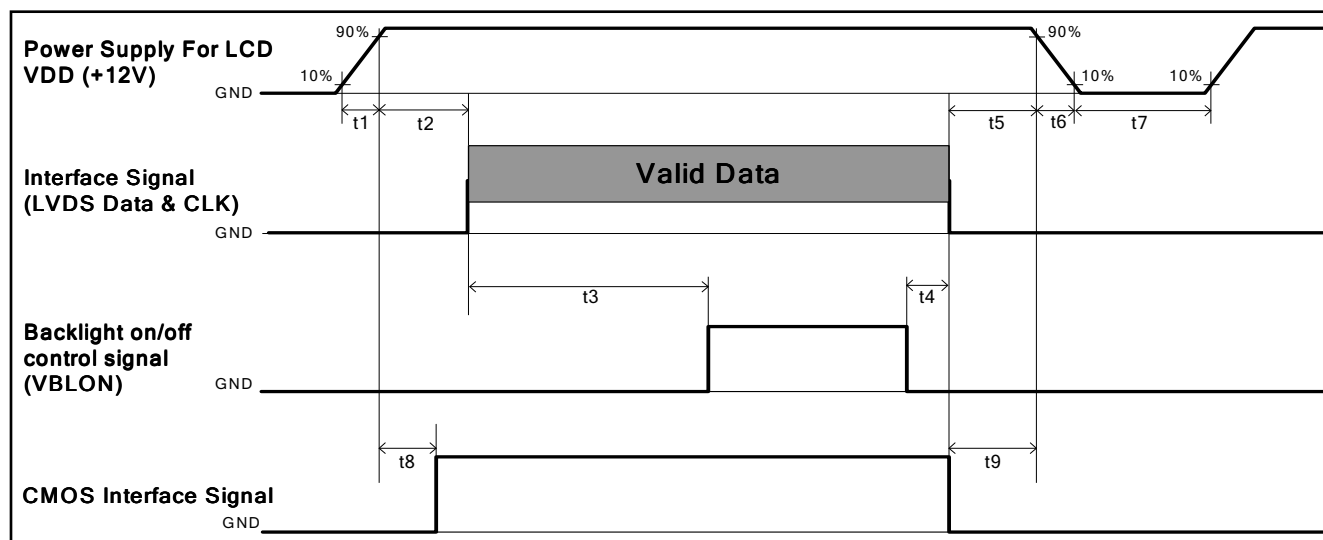 Power Supply For LCD
VDD (+12V)
90%
10%
GND
90%
10%
10%
t1
t2
t5
t6
t7
Interface Signal
(LVDS Data & CLK)
Valid Data
GND
t3
t4
Backlight on/off
control signal
(VBLON)
GND
t8
t9
CMOS Interface Signal
GND